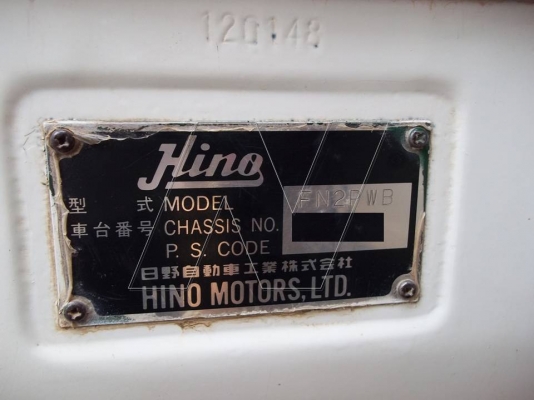 120148
Hino
型 式 MODEL FN2PWB
車台番号 CHASSIS NO.
P. S. CODE
日野自動車工業株式会社
HINO MOTORS, LTD.